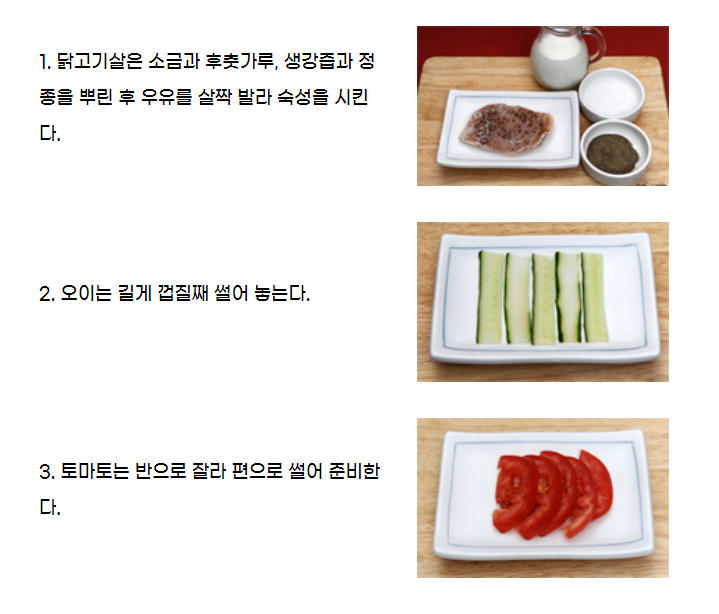 1. 닭고기살은 소금과 후춧가루, 생강즙과 정
종을 뿌린 후 우유를 살짝 발라 숙성을 시킨
다.
2. 오이는 길게 껍질째 썰어 놓는다.
3. 토마토는 반으로 잘라 편으로 썰어 준비한
다.